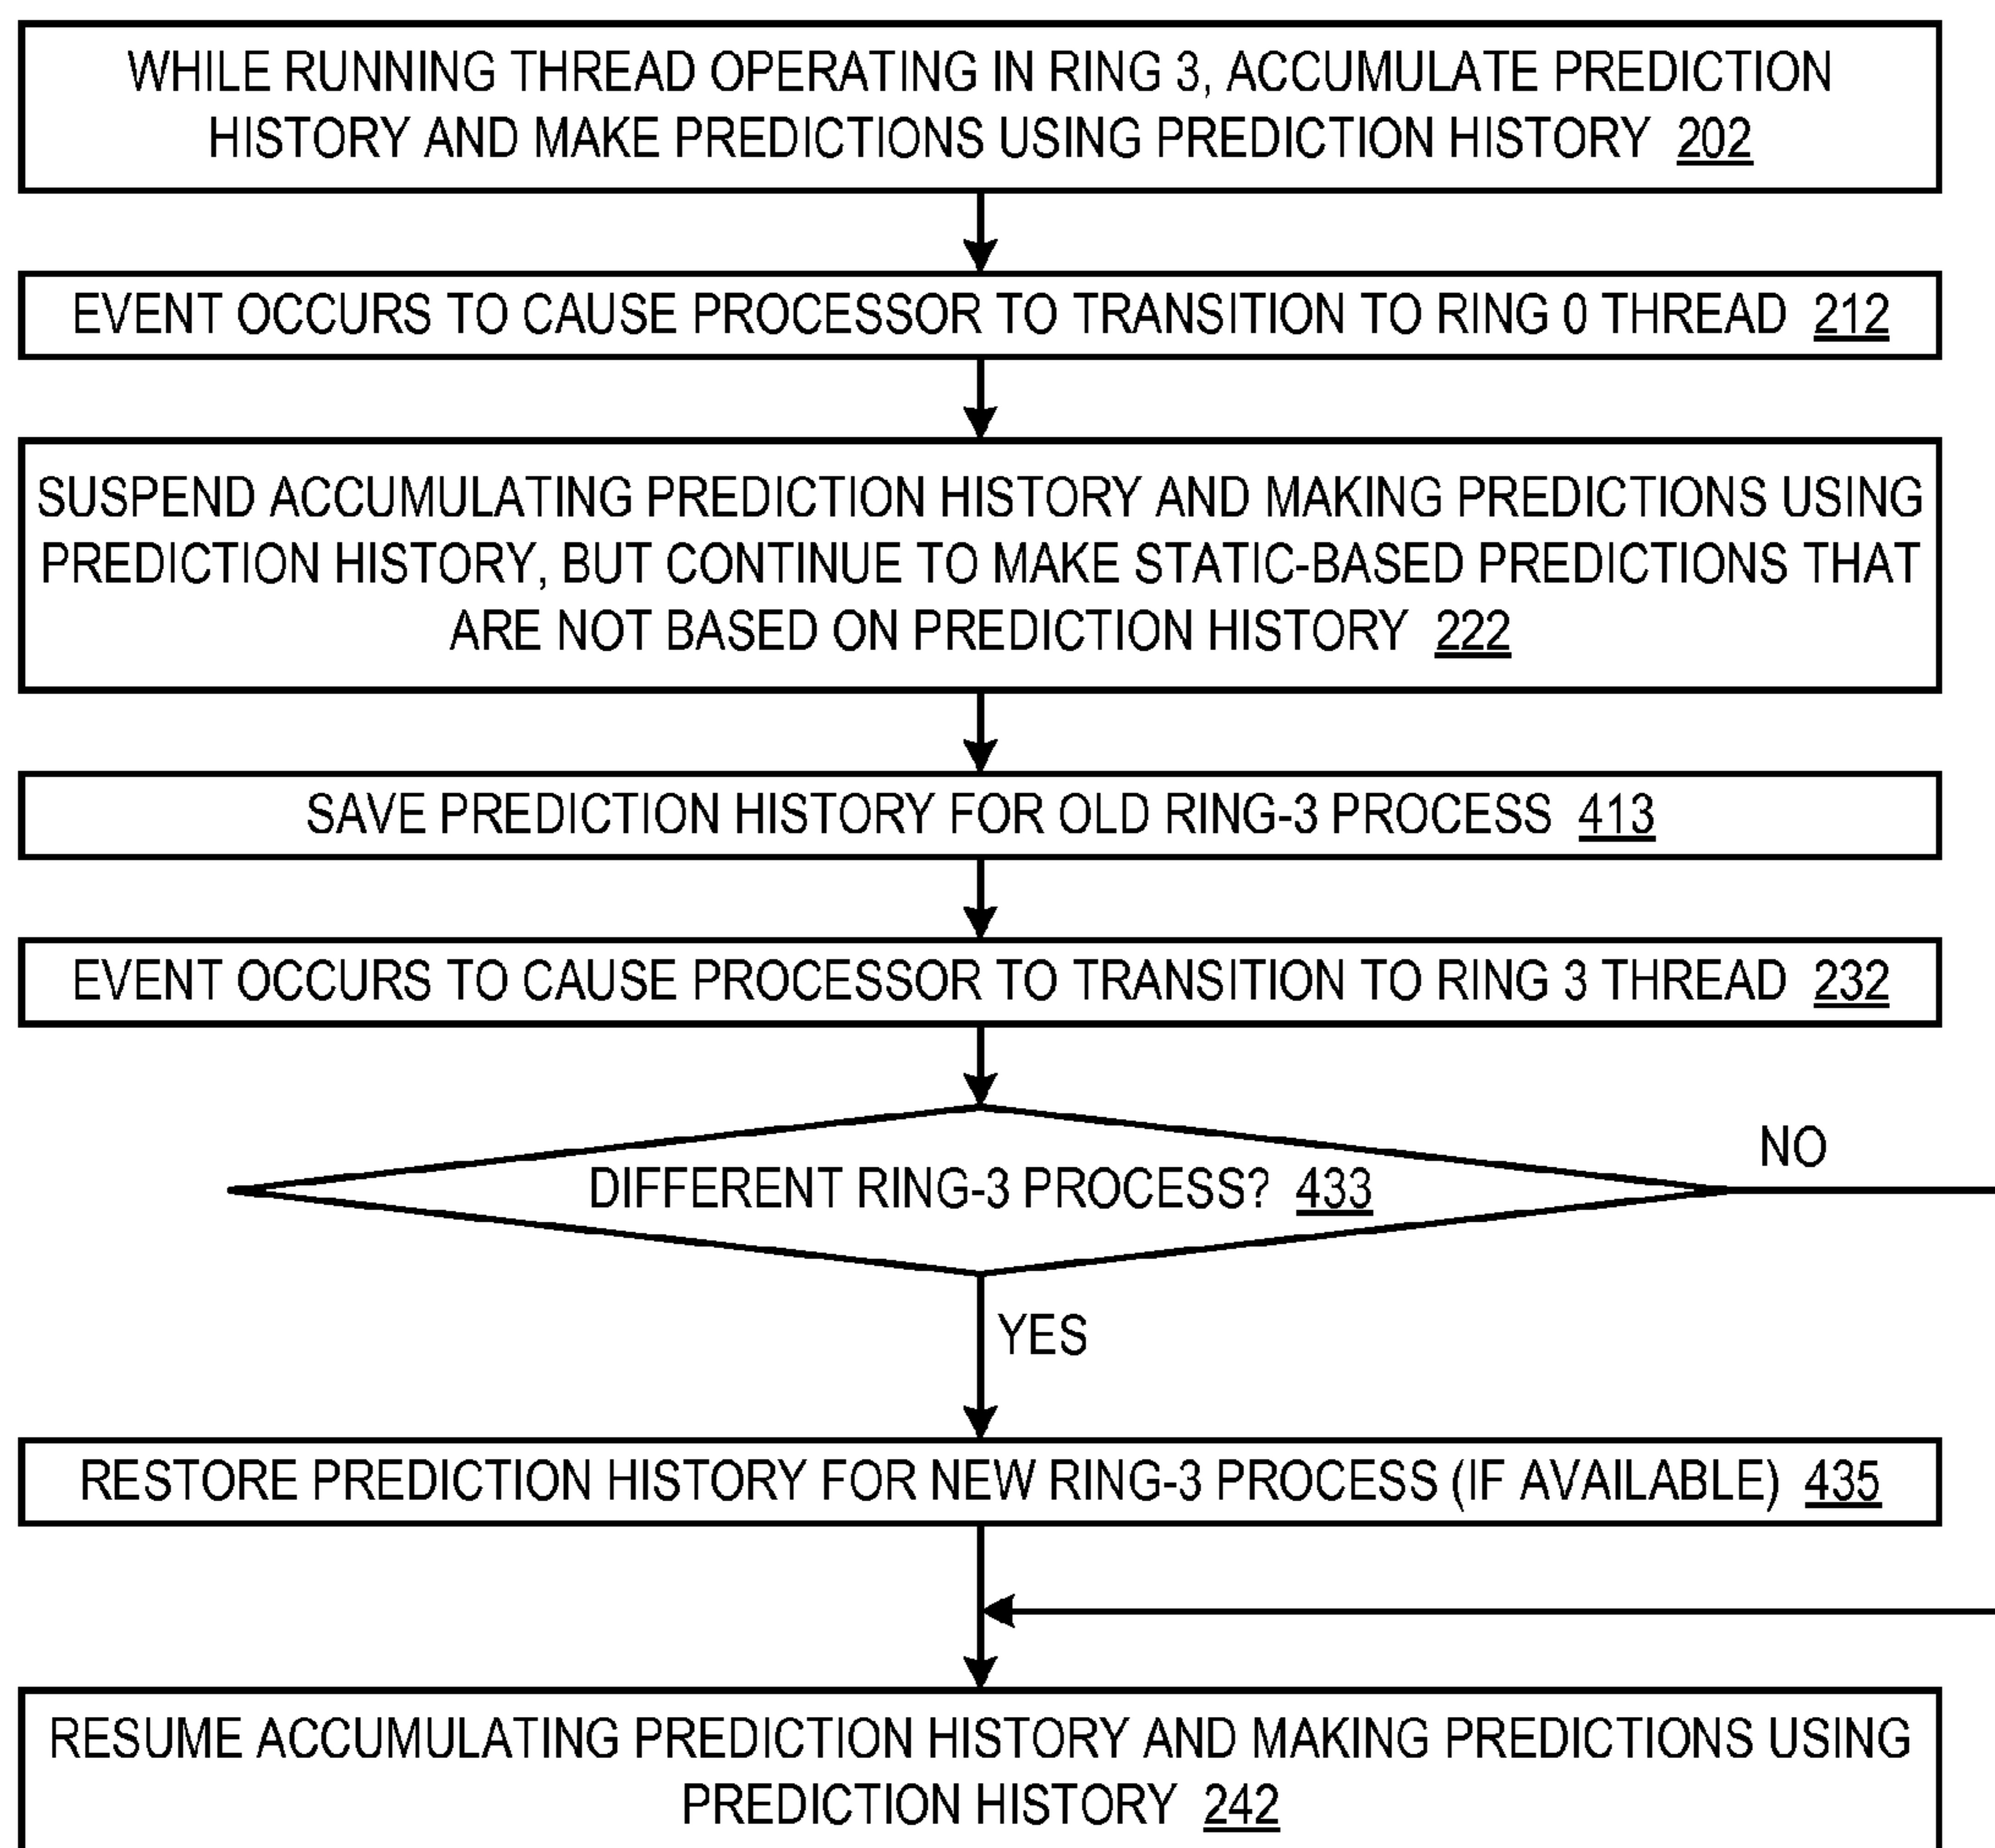 WHILE RUNNING THREAD OPERATING IN RING 3, ACCUMULATE PREDICTION
HISTORY AND MAKE PREDICTIONS USING PREDICTION HISTORY 202
EVENT OCCURS TO CAUSE PROCESSOR TO TRANSITION TO RING 0 THREAD 212
SUSPEND ACCUMULATING PREDICTION HISTORY AND MAKING PREDICTIONS USING
PREDICTION HISTORY, BUT CONTINUE TO MAKE STATIC-BASED PREDICTIONS THAT
ARE NOT BASED ON PREDICTION HISTORY 222
SAVE PREDICTION HISTORY FOR OLD RING-3 PROCESS 413
EVENT OCCURS TO CAUSE PROCESSOR TO TRANSITION TO RING 3 THREAD 232
NO
DIFFERENT RING-3 PROCESS? 433
YES
RESTORE PREDICTION HISTORY FOR NEW RING-3 PROCESS (IF AVAILABLE) 435
RESUME ACCUMULATING PREDICTION HISTORY AND MAKING PREDICTIONS USING
PREDICTION HISTORY 242